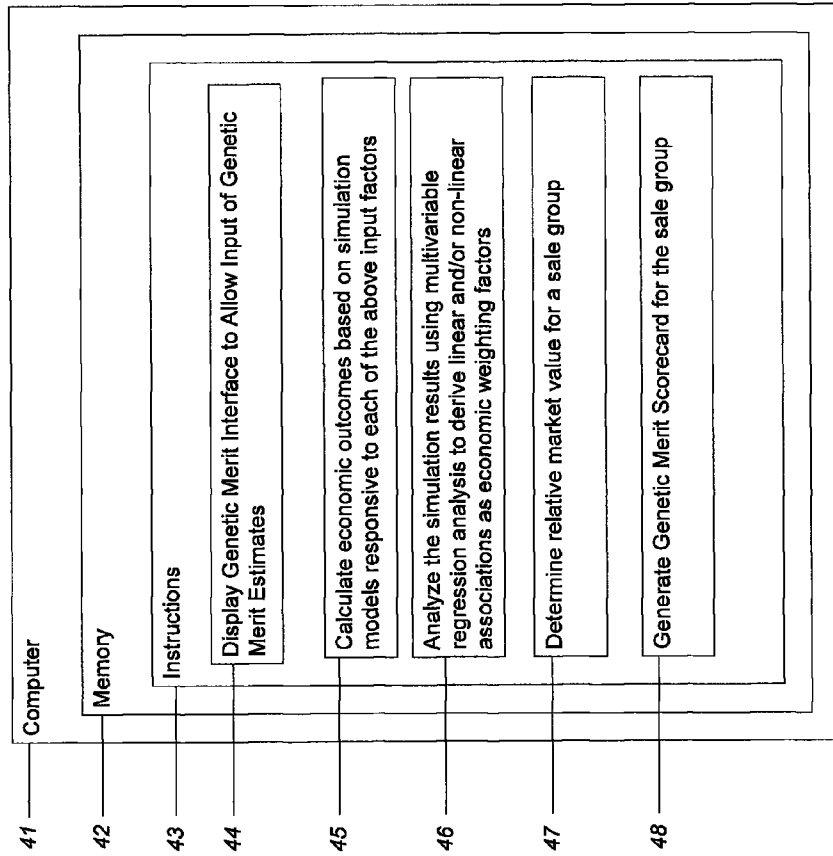 41
Computer
42
Memory
43
Instructions
44
Display Genetic Merit Interface to Allow Input of Genetic
Merit Estimates
45
Calculate economic outcomes based on simulation
models responsive to each of the above input factors
46
Analyze the simulation results using multivariable
regression analysis to derive linear and/or non-linear
associations as economic weighting factors
47
Determine relative market value for a sale group
48
Generate Genetic Merit Scorecard for the sale group